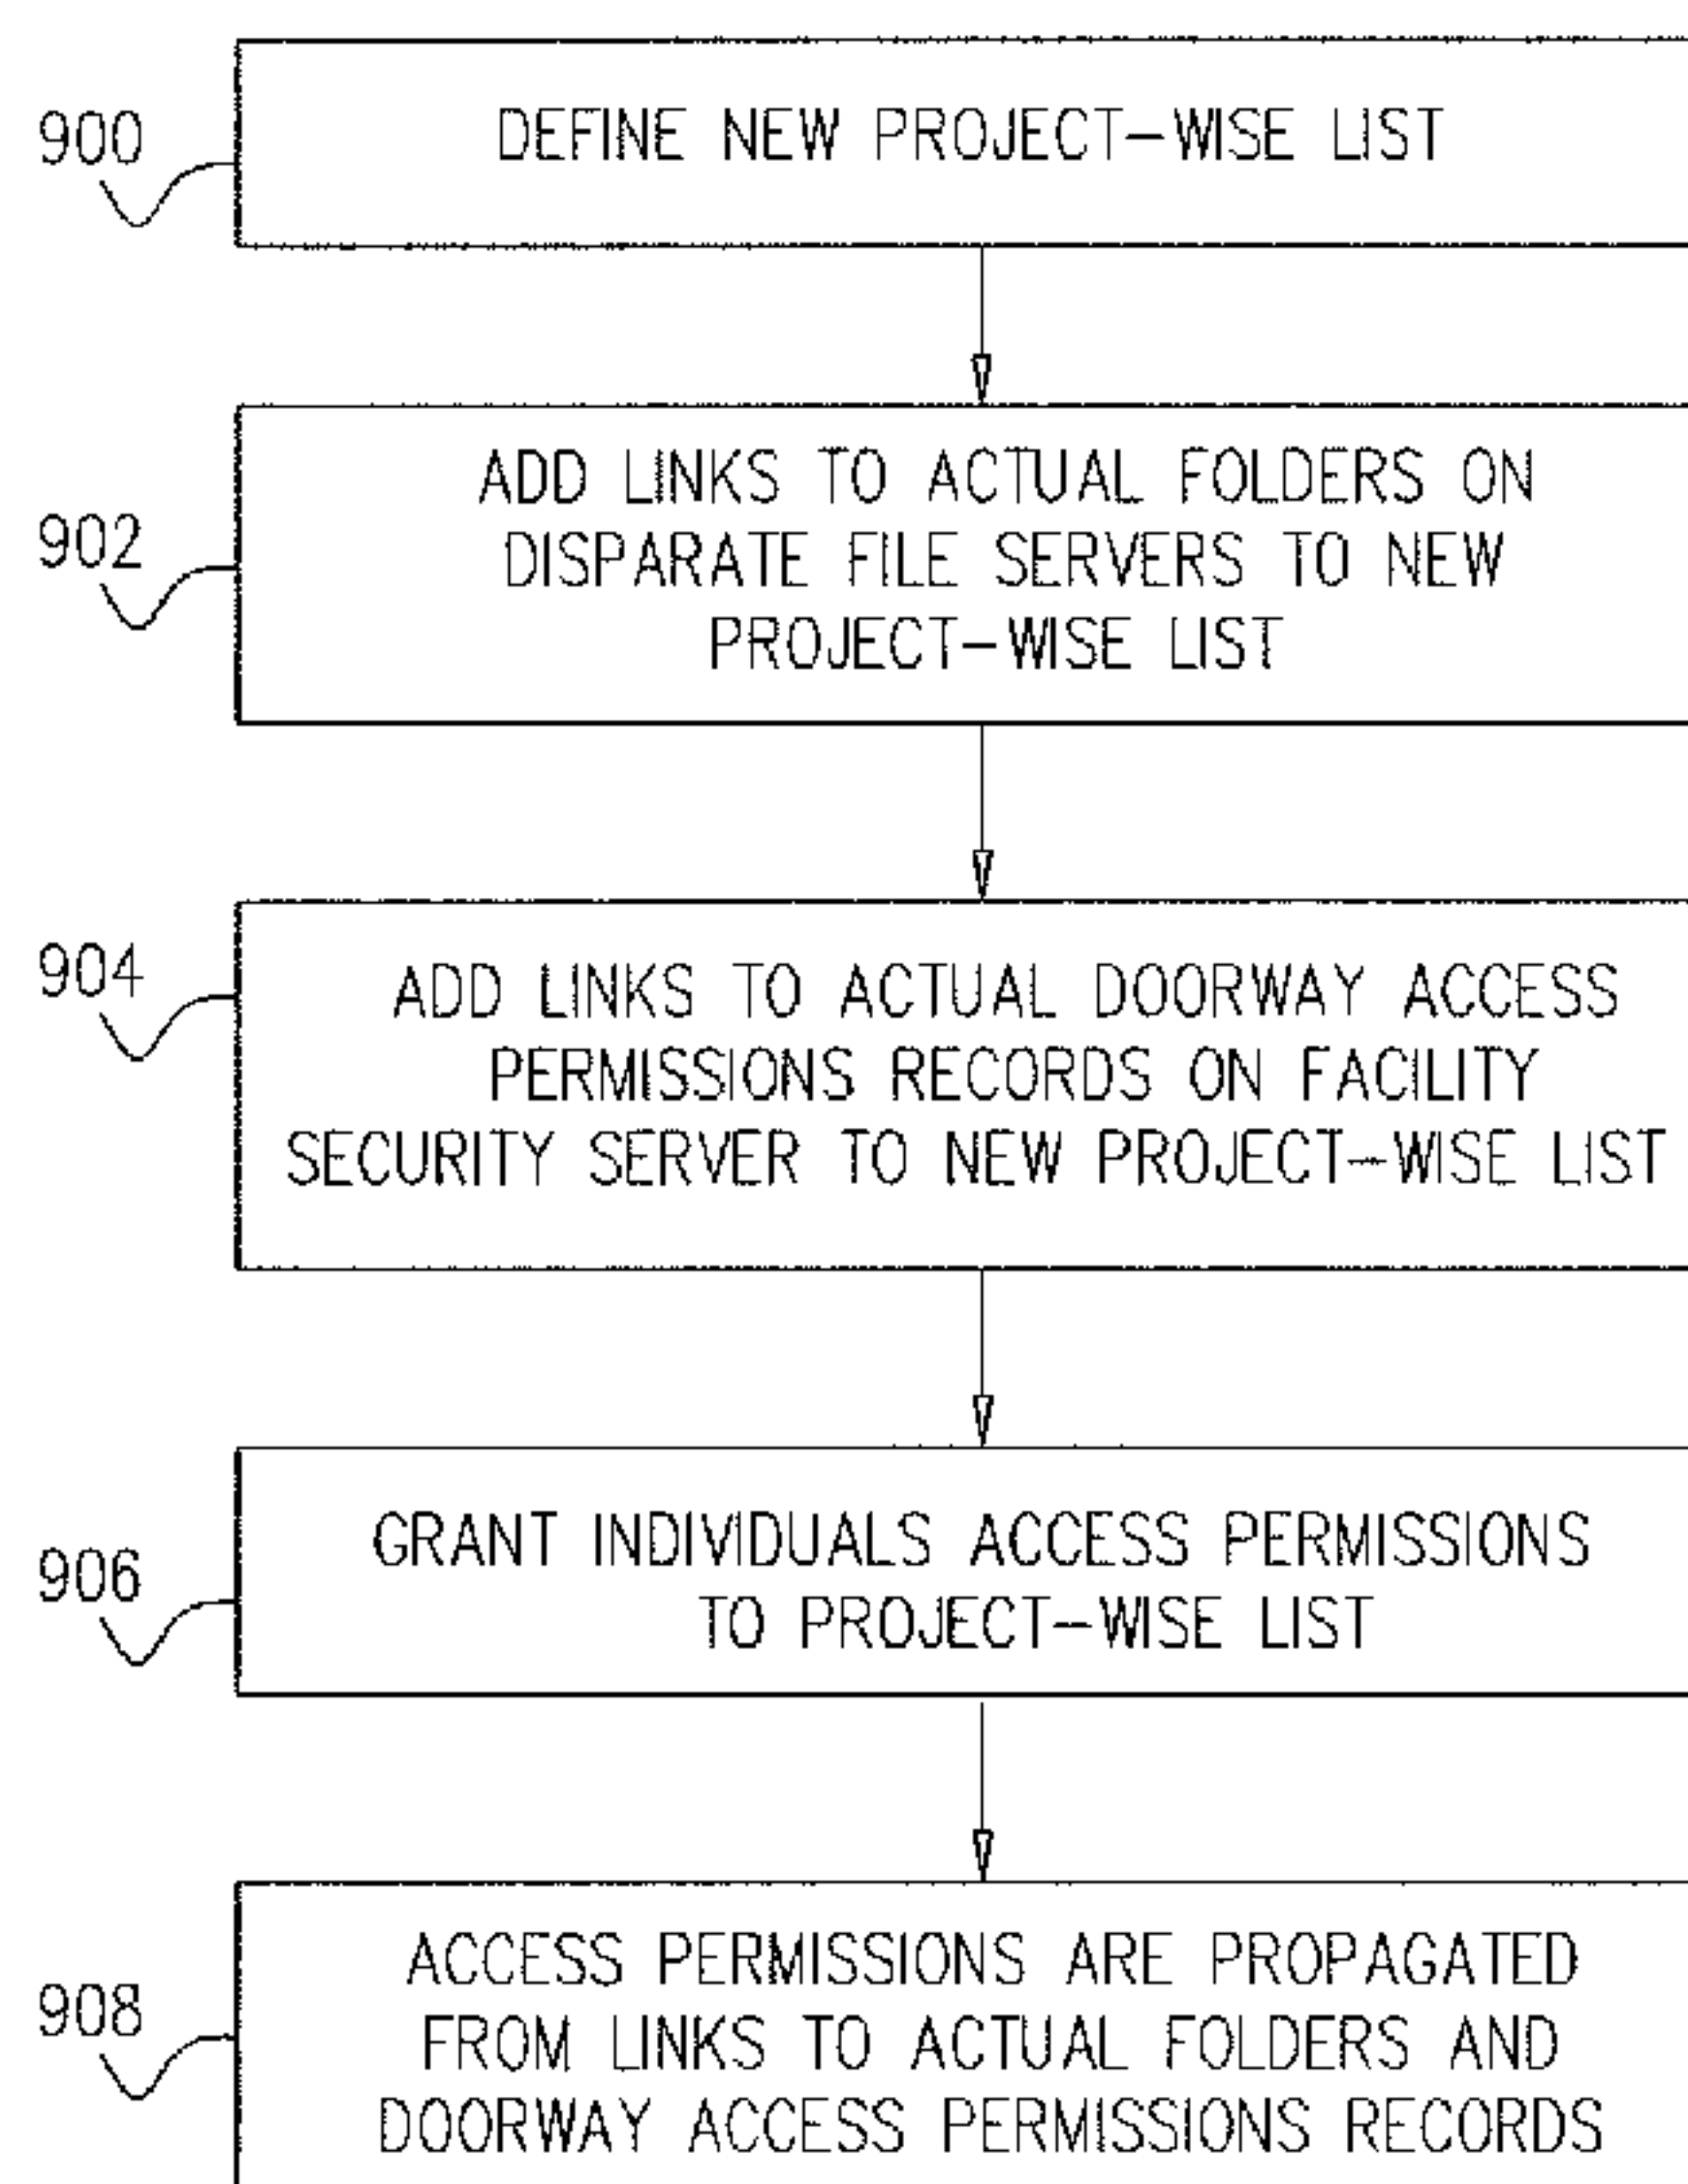 900
DEFINE NEW PROJECT-WISE LIST
902
ADD LINKS TO ACTUAL FOLDERS ON
DISPARATE FILE SERVERS TO NEW
PROJECT-WISE LIST
904
ADD LINKS TO ACTUAL DOORWAY ACCESS
PERMISSIONS RECORDS ON FACILITY
SECURITY SERVER TO NEW PROJECT-WISE LIST
906
GRANT INDIVIDUALS ACCESS PERMISSIONS
TO PROJECT-WISE LIST
908
ACCESS PERMISSIONS ARE PROPAGATED
FROM LINKS TO ACTUAL FOLDERS AND
DOORWAY ACCESS PERMISSIONS RECORDS